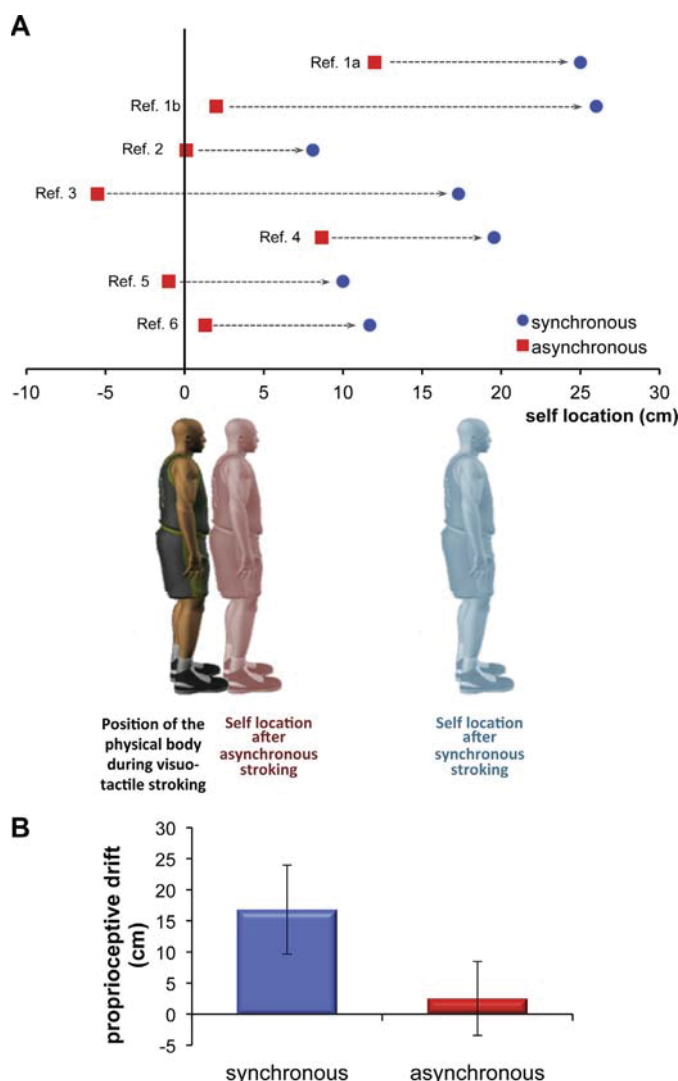 A
Ref. 1a
Ref. 1b
Ref. 2
Ref. 3
Ref. 4
Ref. 5
Ref. 6
synchronous
asynchronous
-10 -5 0 5 10 15 20 25 30
self location (cm)
Position of the
physical body
during visuo-
tactile stroking
Self location
after
asynchronous
stroking
Self location
after
synchronous
stroking
B
proprioceptive drift
(cm)
30
25
20
15
10
5
0
-5
synchronous asynchronous